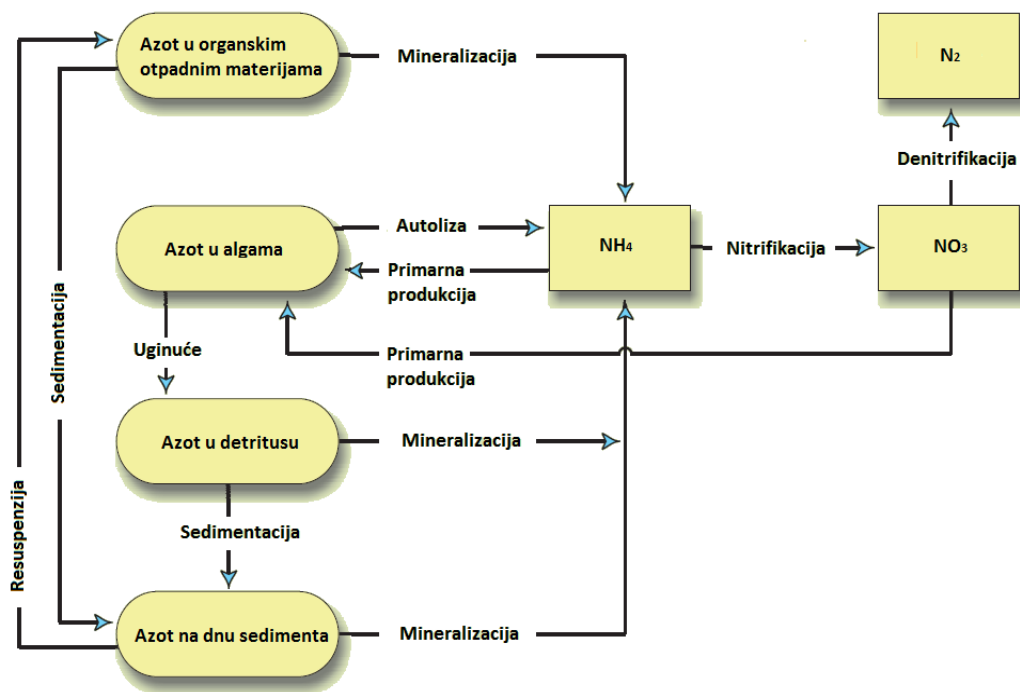 Azot u organskim
otpadnim materijama
Mineralizacija
N2
Denitrifikacija
Azot u algama
Autoliza
NH4
Nitrifikacija
NO3
Primarna
produkcija
Sedimentacija
Uginuće
Primarna
produkcija
Azot u detritusu
Mineralizacija
Resuspenzija
Sedimentacija
Azot na dnu sedimenta
Mineralizacija